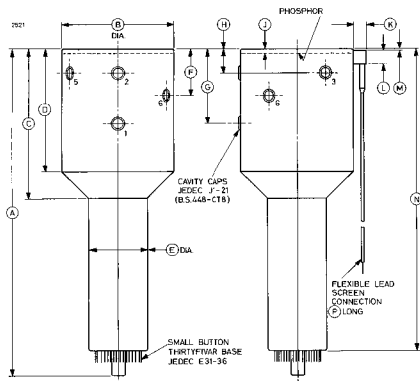 PHOSPHOR
2521
B
DIA.
H
J
K
5
2
3
F
6
6
G
L
M
1
D
C
CAVITY CAPS
JEDEC J1-21
(B.S.448-CT8)
A
N
E DIA.
FLEXIBLE LEAD
SCREEN
CONNECTION
P LONG
SMALL BUTTON
THIRTYFIVAR BASE
JEDEC E31-36